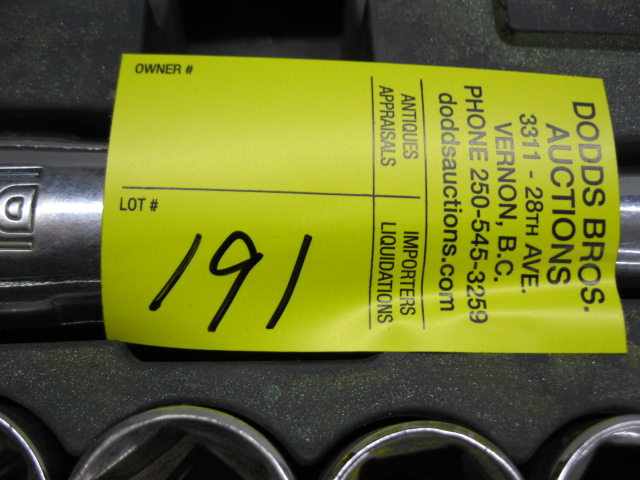 OWNER #
LOT #
191
ANTIQUES
APPRAISALS
IMPORTERS
LIQUIDATIONS
DODDS BROS.
AUCTIONS
3311 - 28TH AVE.
VERNON, B.C.
PHONE 250-545-3259
doddsauctions.com